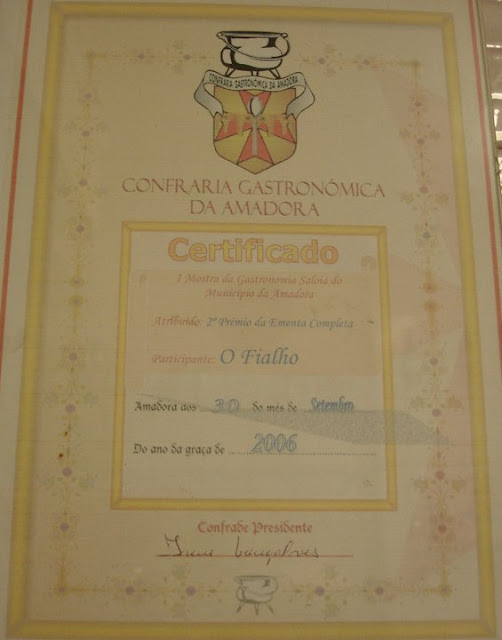 CONFRARIA GASTRONÓMICA DA AMADORA
CONFRARIA GASTRONÓMICA
DA AMADORA
Certificado
I Mostra da Gastronomia Saloia do
Município da Amadora
Atribuído: 2º Prémio da Ementa Completa
Participante: O Fialho
Amadora aos 30 do mês de Setembro
Do ano da graça de 2006
Confrade Presidente
Gonçalves